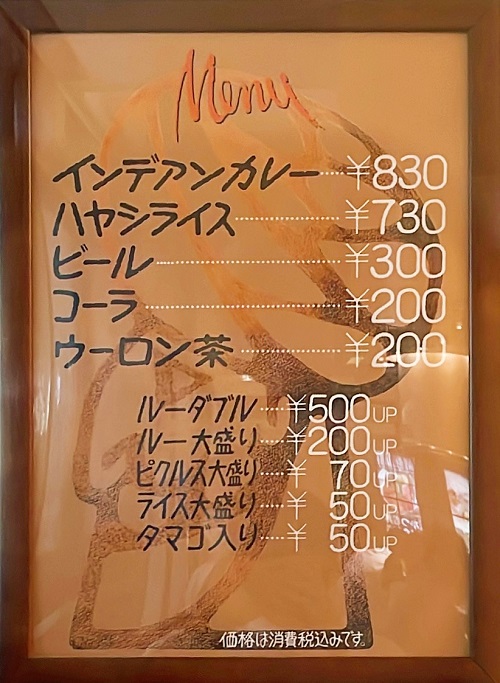 Menu
インデアンカレー……¥830
ハヤシライス……¥730
ビール……¥300
コーラ……¥200
ウーロン茶……¥200
ルーダブル……¥500UP
ルー大盛り……¥200UP
ピクルス大盛り……¥70UP
ライス大盛り……¥50UP
タマゴ入り……¥50UP
価格は消費税込みです。